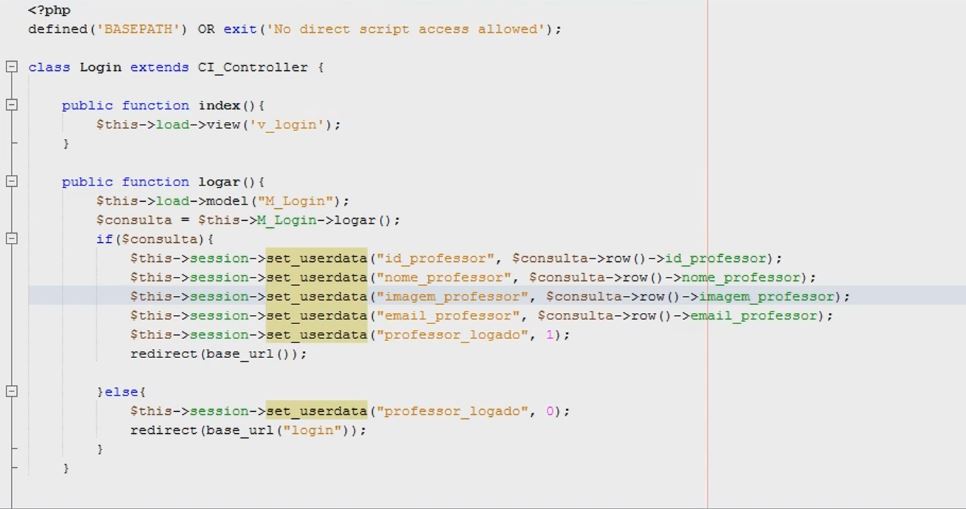 <?php
defined('BASEPATH') OR exit('No direct script access allowed');
class Login extends CI_Controller {
public function index(){
$this->load->view('v_login');
}
public function logar(){
$this->load->model("M_Login");
$consulta = $this->M_Login->logar();
if($consulta){
$this->session->set_userdata("id_professor", $consulta->row()->id_professor);
$this->session->set_userdata("nome_professor", $consulta->row()->nome_professor);
$this->session->set_userdata("imagem_professor", $consulta->row()->imagem_professor);
$this->session->set_userdata("email_professor", $consulta->row()->email_professor);
$this->session->set_userdata("professor_logado", 1);
redirect(base_url());
}else{
$this->session->set_userdata("professor_logado", 0);
redirect(base_url("login"));
}
}